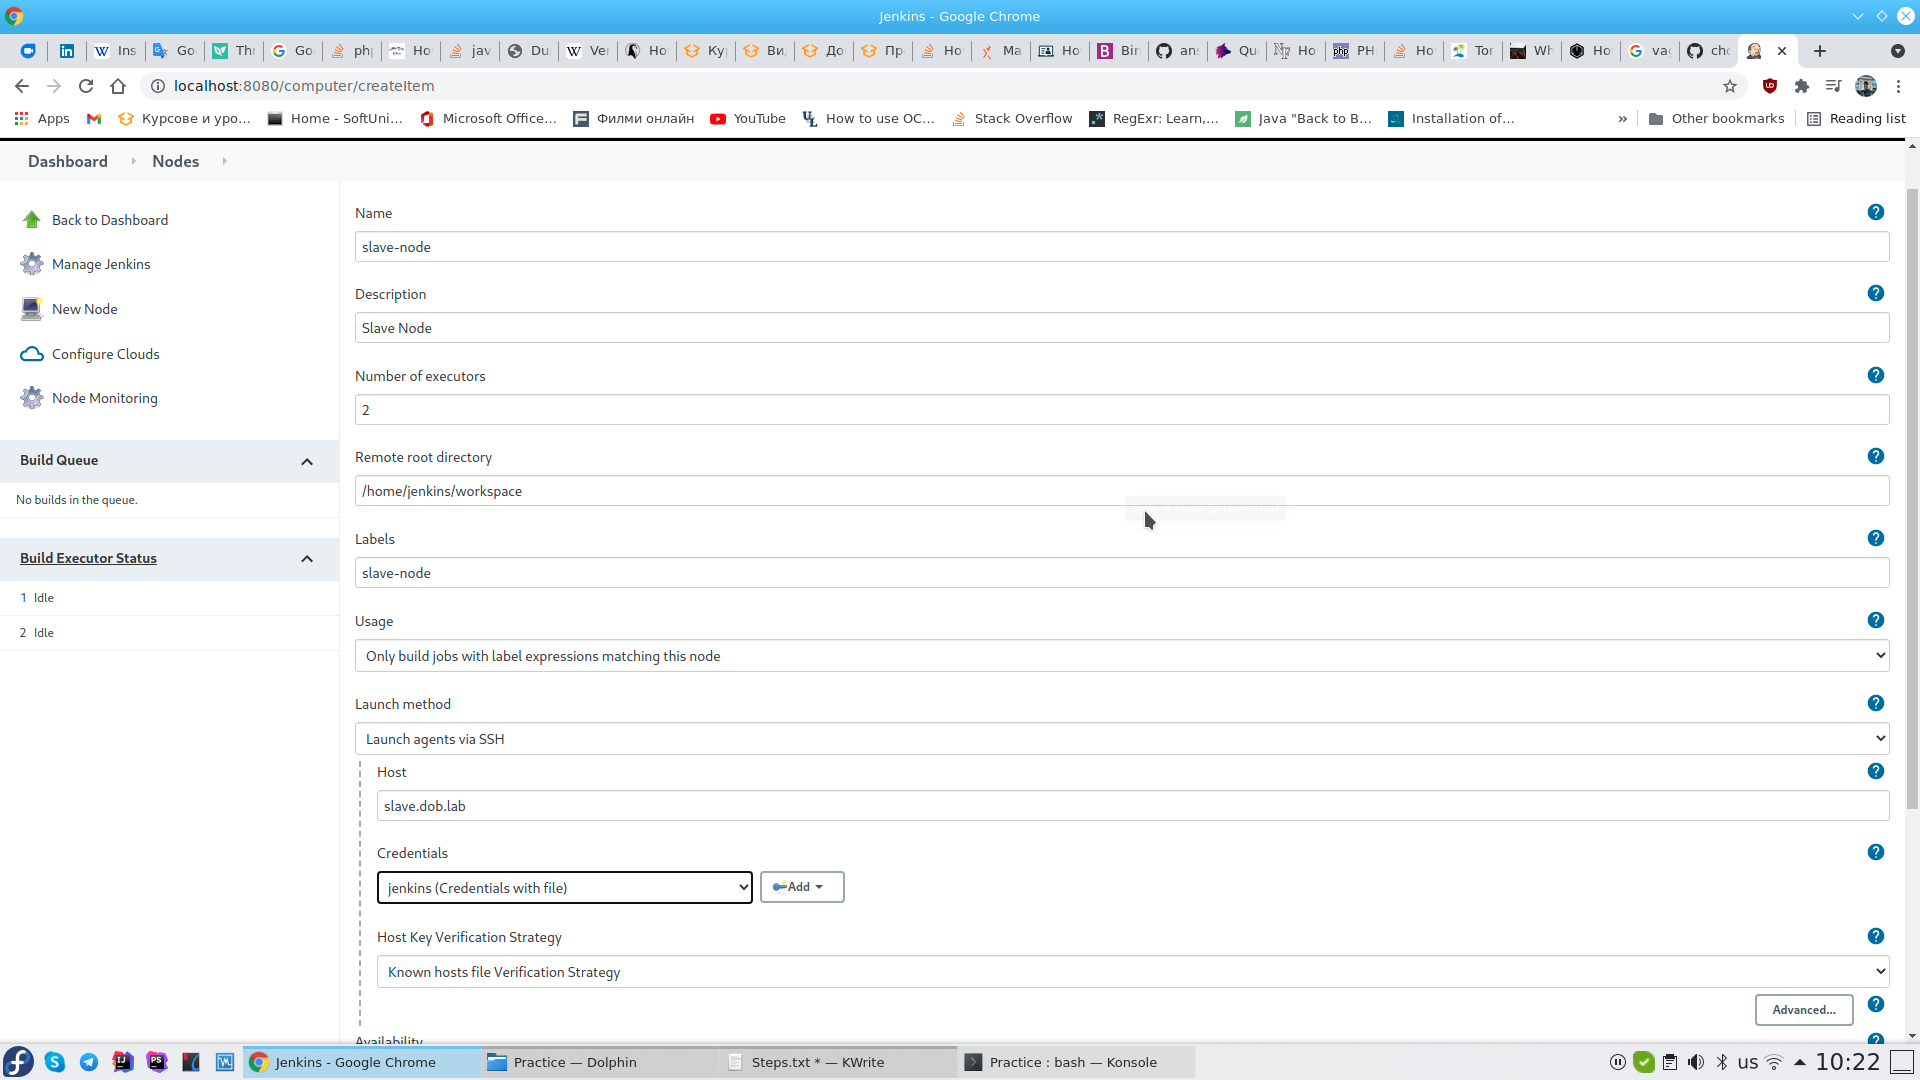 Jenkins - Google Chrome
Ins
Go
Th
Go
ph
Ho
jav
Du
Ver
Ho
Ку
Ви
До
Пр
Ho
Ma
Ho
Bir
an
Qu
Ho
PH
Ho
Tor
Wh
Ho
va
ch
localhost:8080/computer/createItem
Apps
Курсове и уро...
Home - SoftUni...
Microsoft Office...
Филми онлайн
YouTube
How to use OC...
Stack Overflow
RegExr: Learn,...
Java "Back to B...
Installation of...
»
Other bookmarks
Reading list
Dashboard
Nodes
Back to Dashboard
Manage Jenkins
New Node
Configure Clouds
Node Monitoring
Build Queue
No builds in the queue.
Build Executor Status
1 Idle
2 Idle
Name
slave-node
Description
Slave Node
Number of executors
2
Remote root directory
/home/jenkins/workspace
Labels
slave-node
Usage
Only build jobs with label expressions matching this node
Launch method
Launch agents via SSH
Host
slave.dob.lab
Credentials
jenkins (Credentials with file)
Add
Host Key Verification Strategy
Known hosts file Verification Strategy
Advanced...
Availability
Jenkins - Google Chrome
Practice — Dolphin
Steps.txt * — KWrite
Practice : bash — Konsole
us
10:22